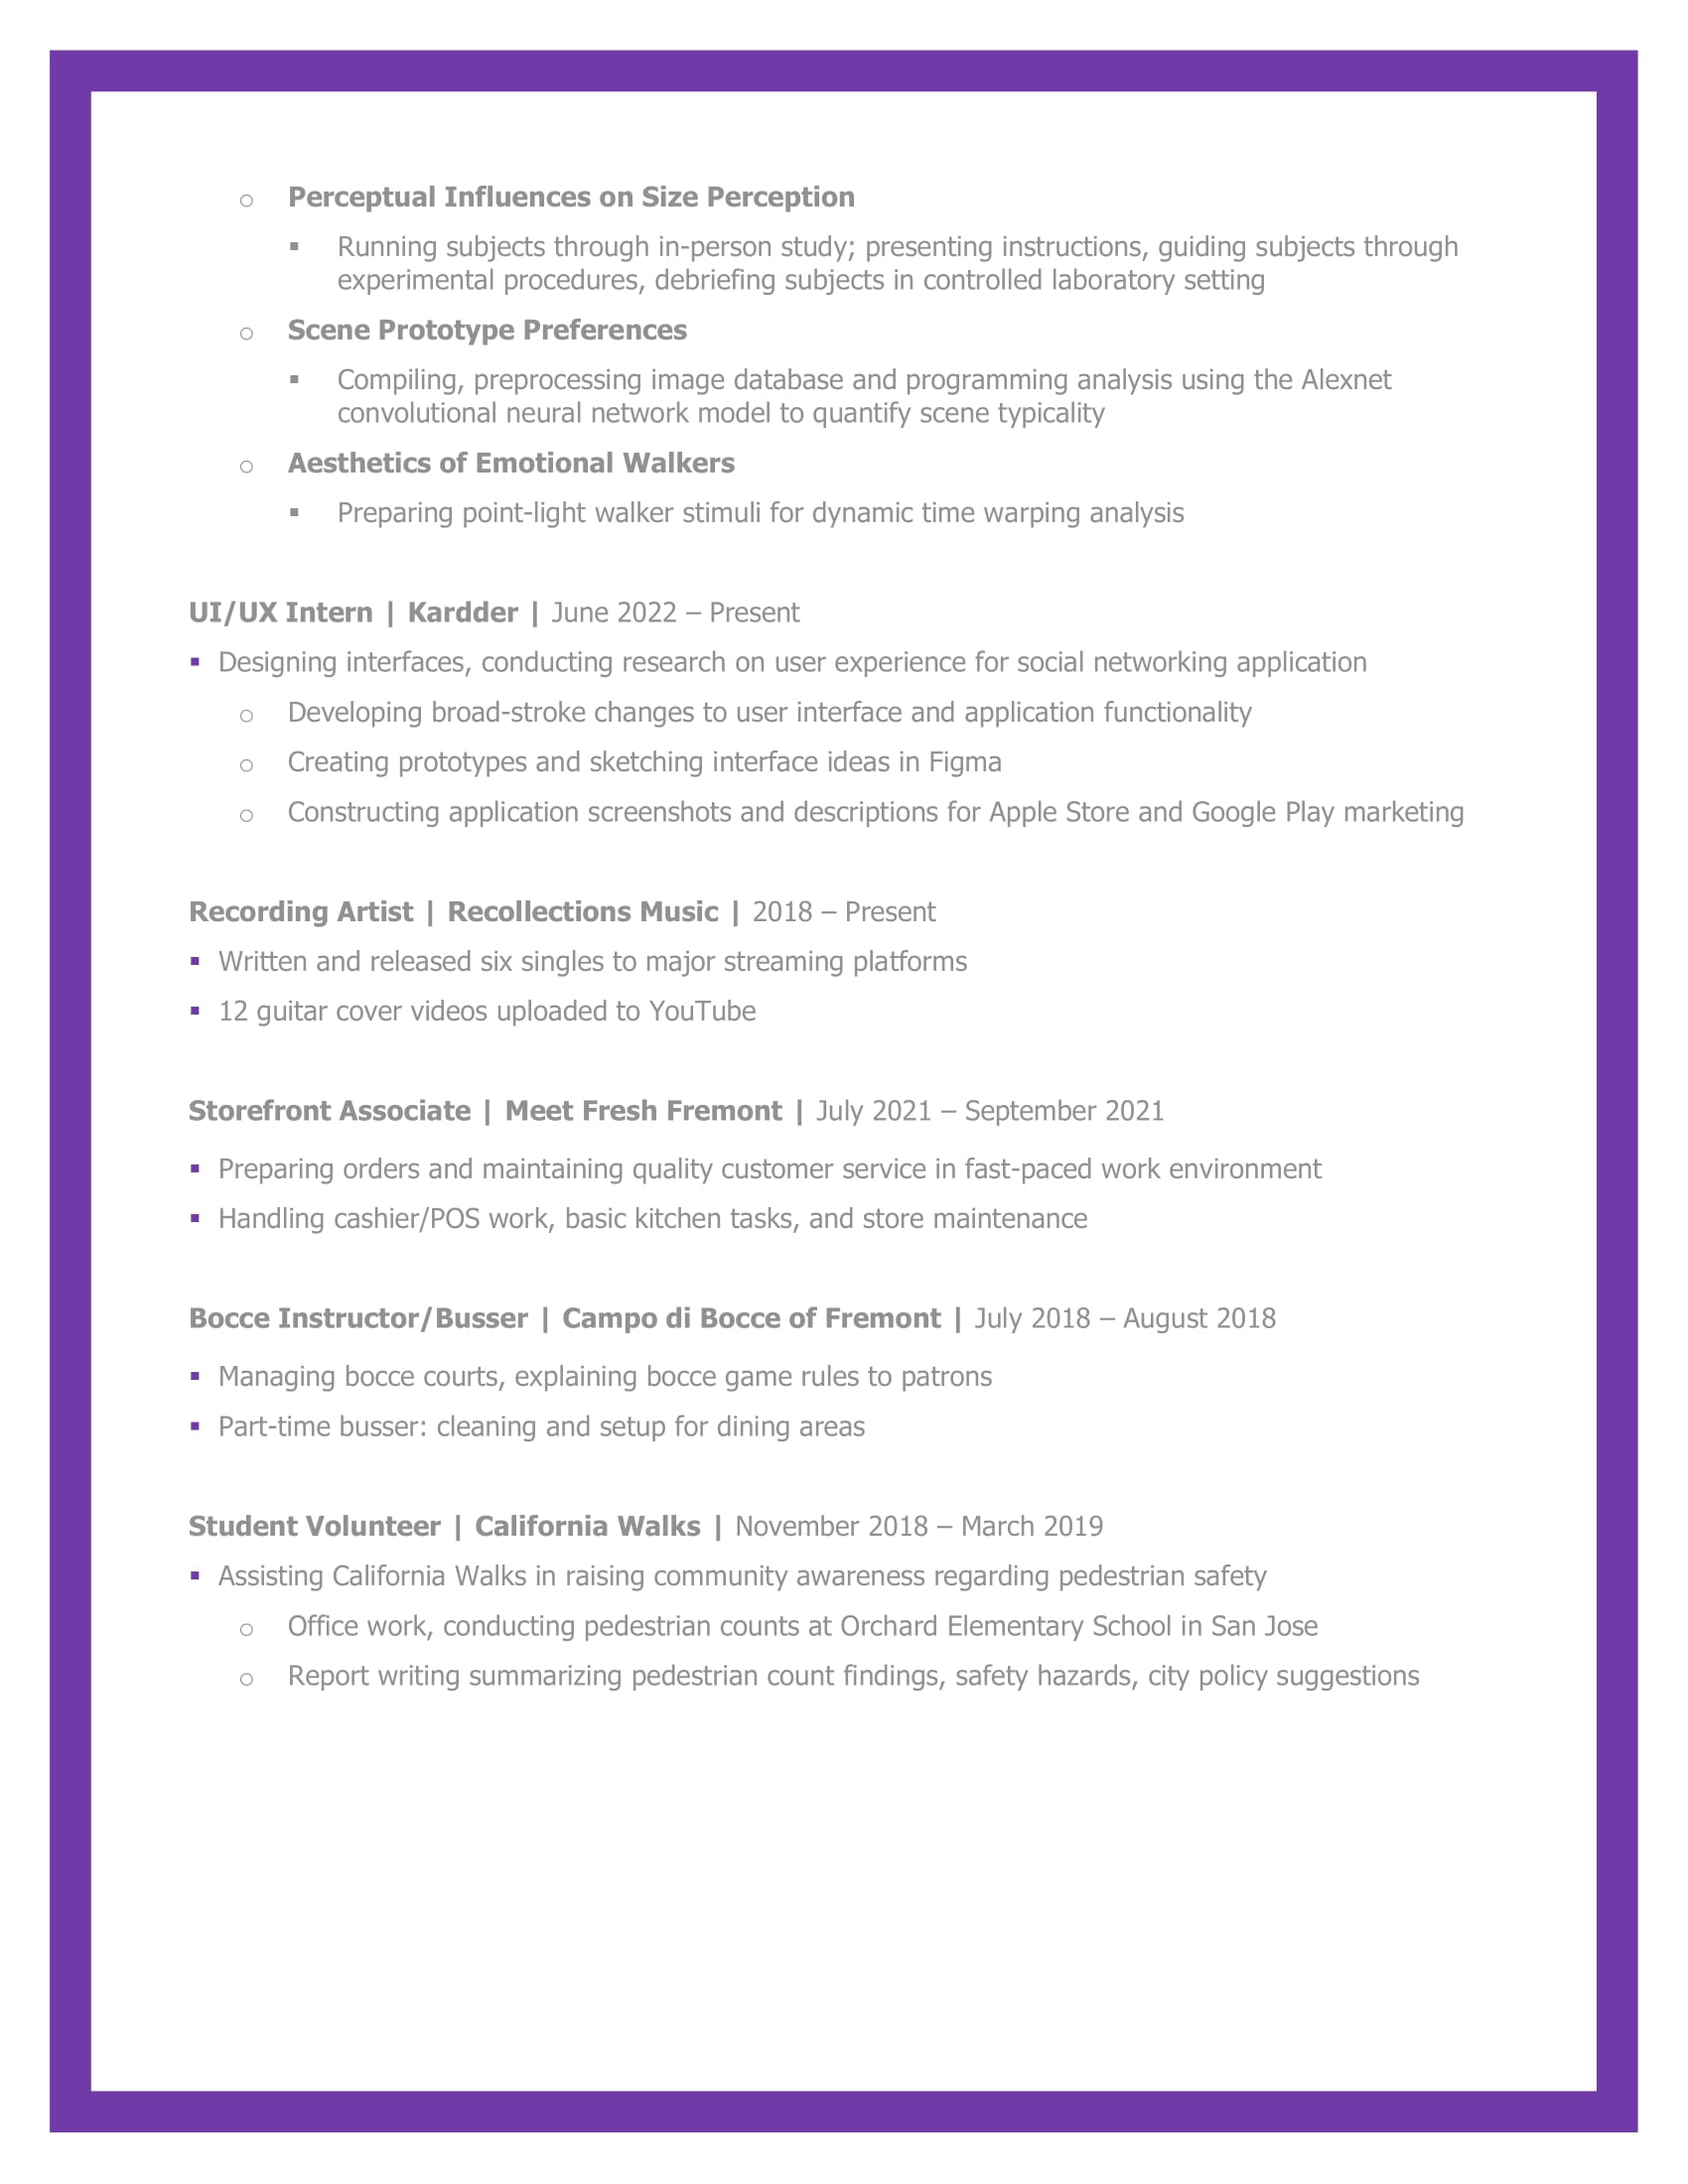 o Perceptual Influences on Size Perception
▪ Running subjects through in-person study; presenting instructions, guiding subjects through
experimental procedures, debriefing subjects in controlled laboratory setting
o Scene Prototype Preferences
▪ Compiling, preprocessing image database and programming analysis using the Alexnet
convolutional neural network model to quantify scene typicality
o Aesthetics of Emotional Walkers
▪ Preparing point-light walker stimuli for dynamic time warping analysis
UI/UX Intern | Kardder | June 2022 – Present
▪ Designing interfaces, conducting research on user experience for social networking application
o Developing broad-stroke changes to user interface and application functionality
o Creating prototypes and sketching interface ideas in Figma
o Constructing application screenshots and descriptions for Apple Store and Google Play marketing
Recording Artist | Recollections Music | 2018 – Present
▪ Written and released six singles to major streaming platforms
▪ 12 guitar cover videos uploaded to YouTube
Storefront Associate | Meet Fresh Fremont | July 2021 – September 2021
▪ Preparing orders and maintaining quality customer service in fast-paced work environment
▪ Handling cashier/POS work, basic kitchen tasks, and store maintenance
Bocce Instructor/Busser | Campo di Bocce of Fremont | July 2018 – August 2018
▪ Managing bocce courts, explaining bocce game rules to patrons
▪ Part-time busser: cleaning and setup for dining areas
Student Volunteer | California Walks | November 2018 – March 2019
▪ Assisting California Walks in raising community awareness regarding pedestrian safety
o Office work, conducting pedestrian counts at Orchard Elementary School in San Jose
o Report writing summarizing pedestrian count findings, safety hazards, city policy suggestions